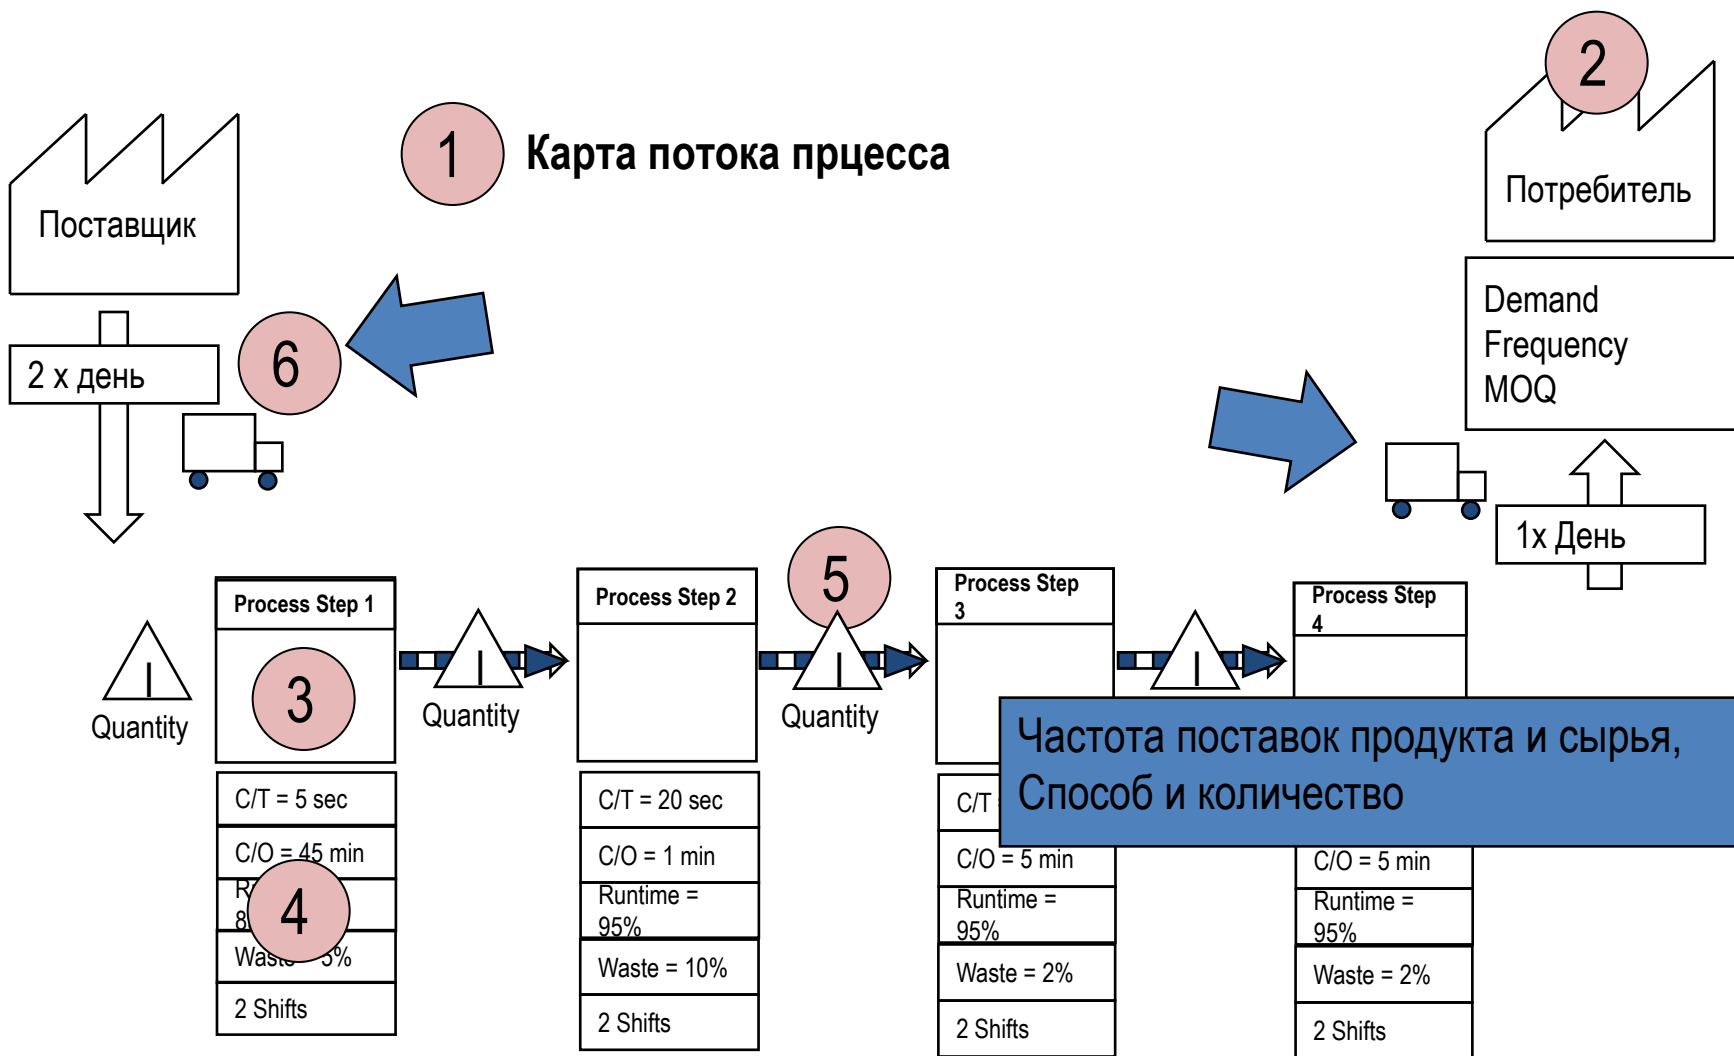 2
1
Карта потока прцесса
Поставщик
Потребитель
Demand
Frequency
MOQ
6
2 x день
1x День
5
Process Step 1
Process Step 2
Process Step
3
Process Step
4
I
I
I
I
3
Quantity
Quantity
Quantity
Частота поставок продукта и сырья,
Способ и количество
C/T = 5 sec
C/O = 45 min
4
5%
2 Shifts
C/T = 20 sec
C/O = 1 min
Runtime =
95%
Waste = 10%
2 Shifts
C/T
C/O = 5 min
Runtime =
95%
Waste = 2%
2 Shifts
C/O = 5 min
Runtime =
95%
Waste = 2%
2 Shifts